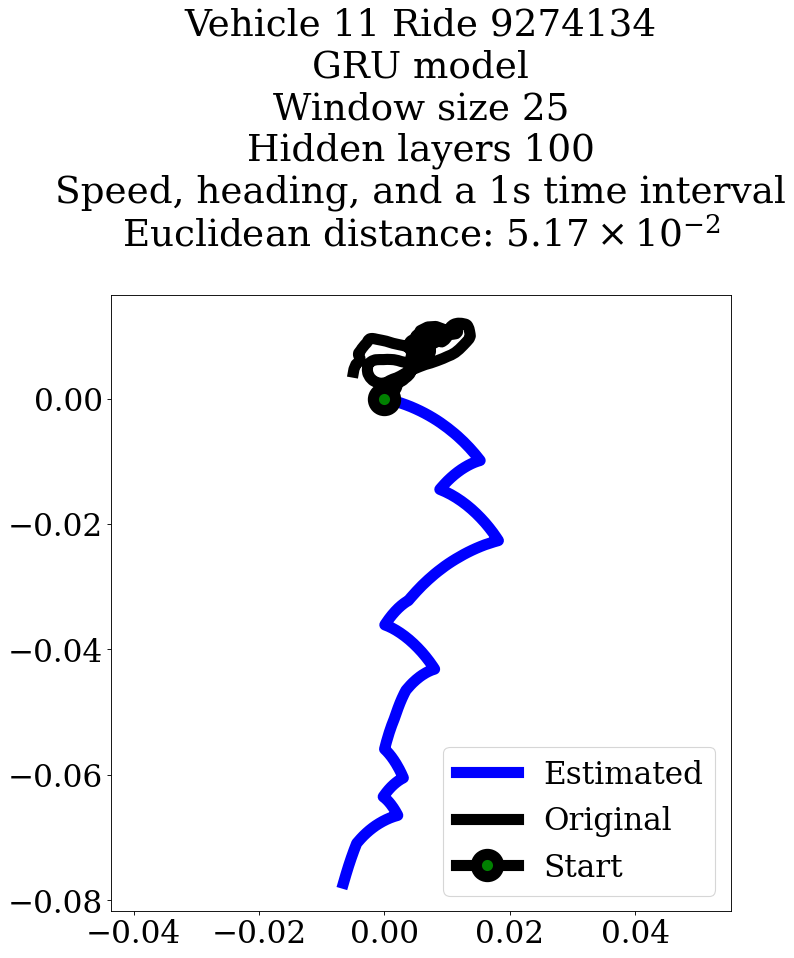 Vehicle 11 Ride 9274134
GRU model
Window size 25
Hidden layers 100
Speed, heading, and a 1s time interval
Euclidean distance: 5.17 × 10⁻²
0.00
−0.02
−0.04
−0.06
−0.08
Estimated
Original
Start
−0.04 −0.02 0.00 0.02 0.04